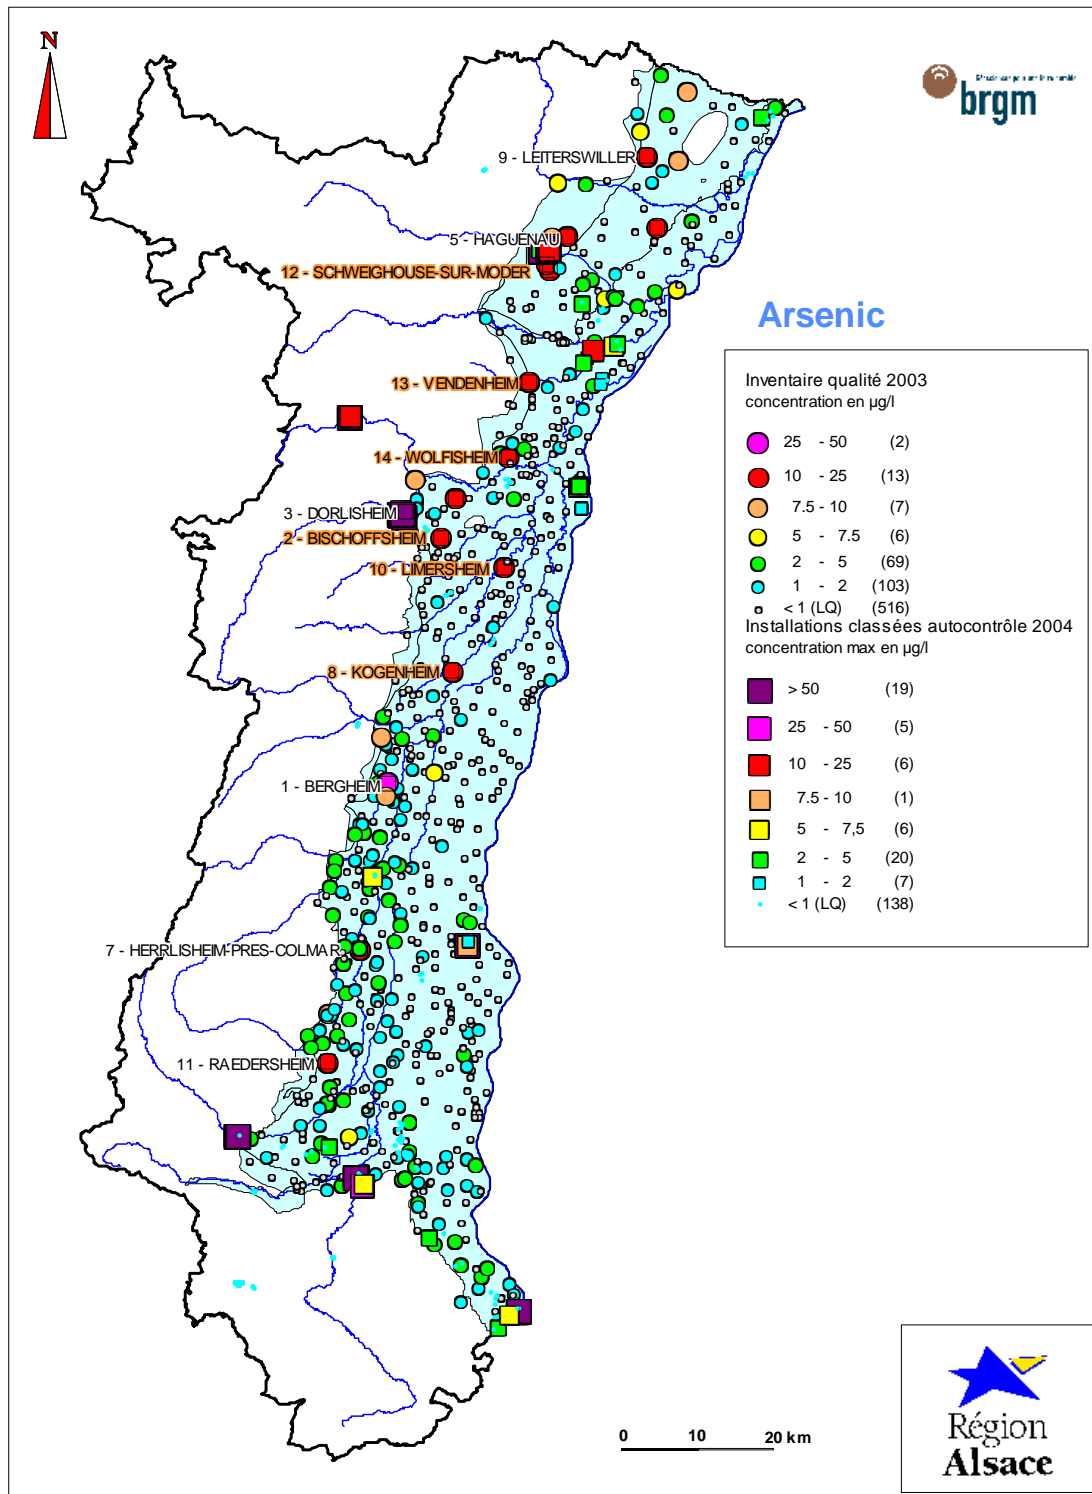 N
brgm
9 - LEITERSWILLER
5 - HAGUENAU
12 - SCHWEIGHOUSE-SUR-MODER
Arsenic
13 - VENDENHEIM
14 - WOLFISHEIM
3 - DORLISHEIM
2 - BISCHOFFSHEIM
10 - LIMERSHEIM
8 - KOGENHEIM
1 - BERGHEIM
7 - HERRLISHEIM-PRES-COLMAR
11 - RAEDERSHEIM
Inventaire qualité 2003
concentration en µg/l
25 - 50 (2)
10 - 25 (13)
7.5 - 10 (7)
5 - 7.5 (6)
2 - 5 (69)
1 - 2 (103)
< 1 (LQ) (516)
Installations classées autocontrôle 2004
concentration max en µg/l
> 50 (19)
25 - 50 (5)
10 - 25 (6)
7.5 - 10 (1)
5 - 7,5 (6)
2 - 5 (20)
1 - 2 (7)
< 1 (LQ) (138)
0 10 20 km
Région
Alsace